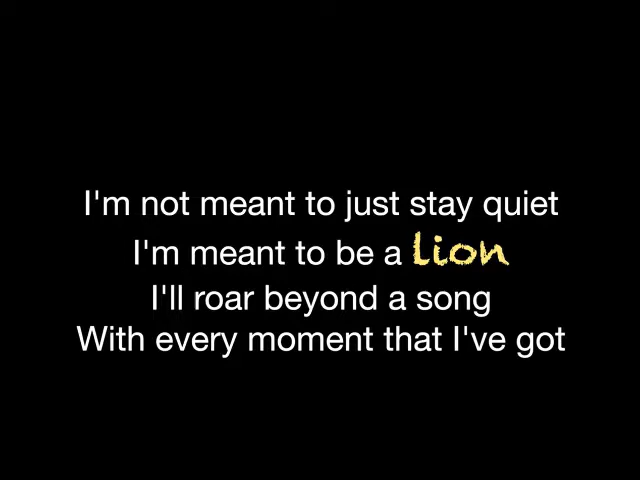 I'm not meant to just stay quiet
I'm meant to be a lion
I'll roar beyond a song
With every moment that I've got